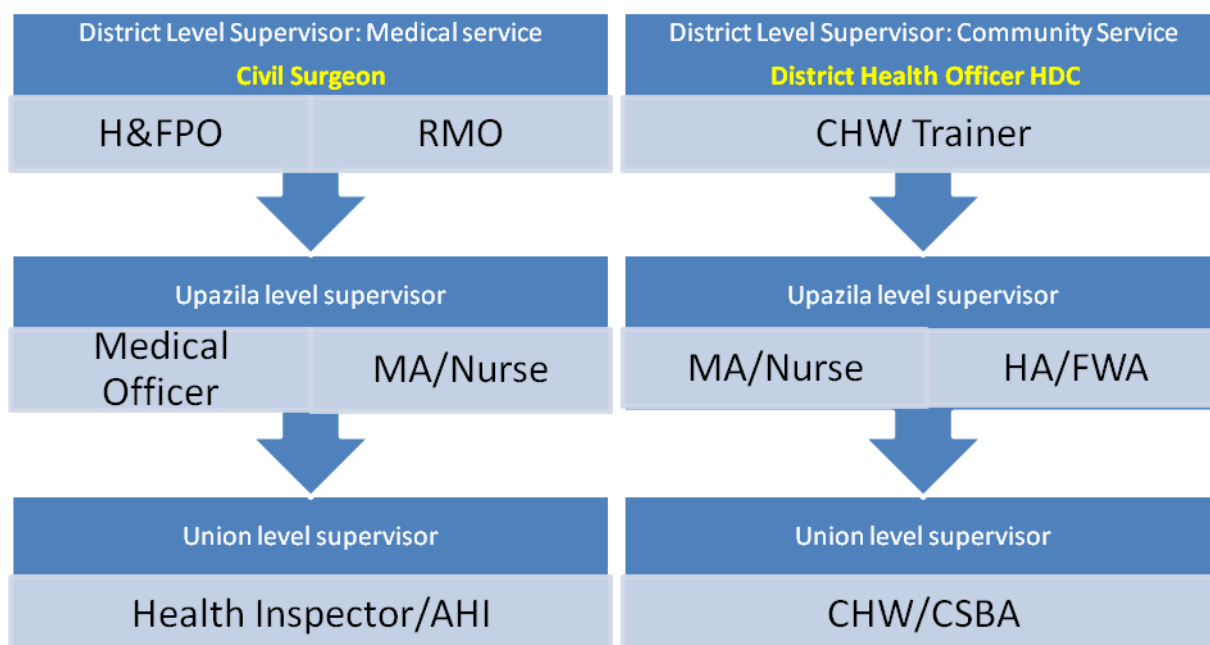 District Level Supervisor: Medical service
Civil Surgeon
H&FPO
RMO
Upazila level supervisor
Medical
Officer
MA/Nurse
Union level supervisor
Health Inspector/AHI
District Level Supervisor: Community Service
District Health Officer HDC
CHW Trainer
Upazila level supervisor
MA/Nurse
HA/FWA
Union level supervisor
CHW/CSBA